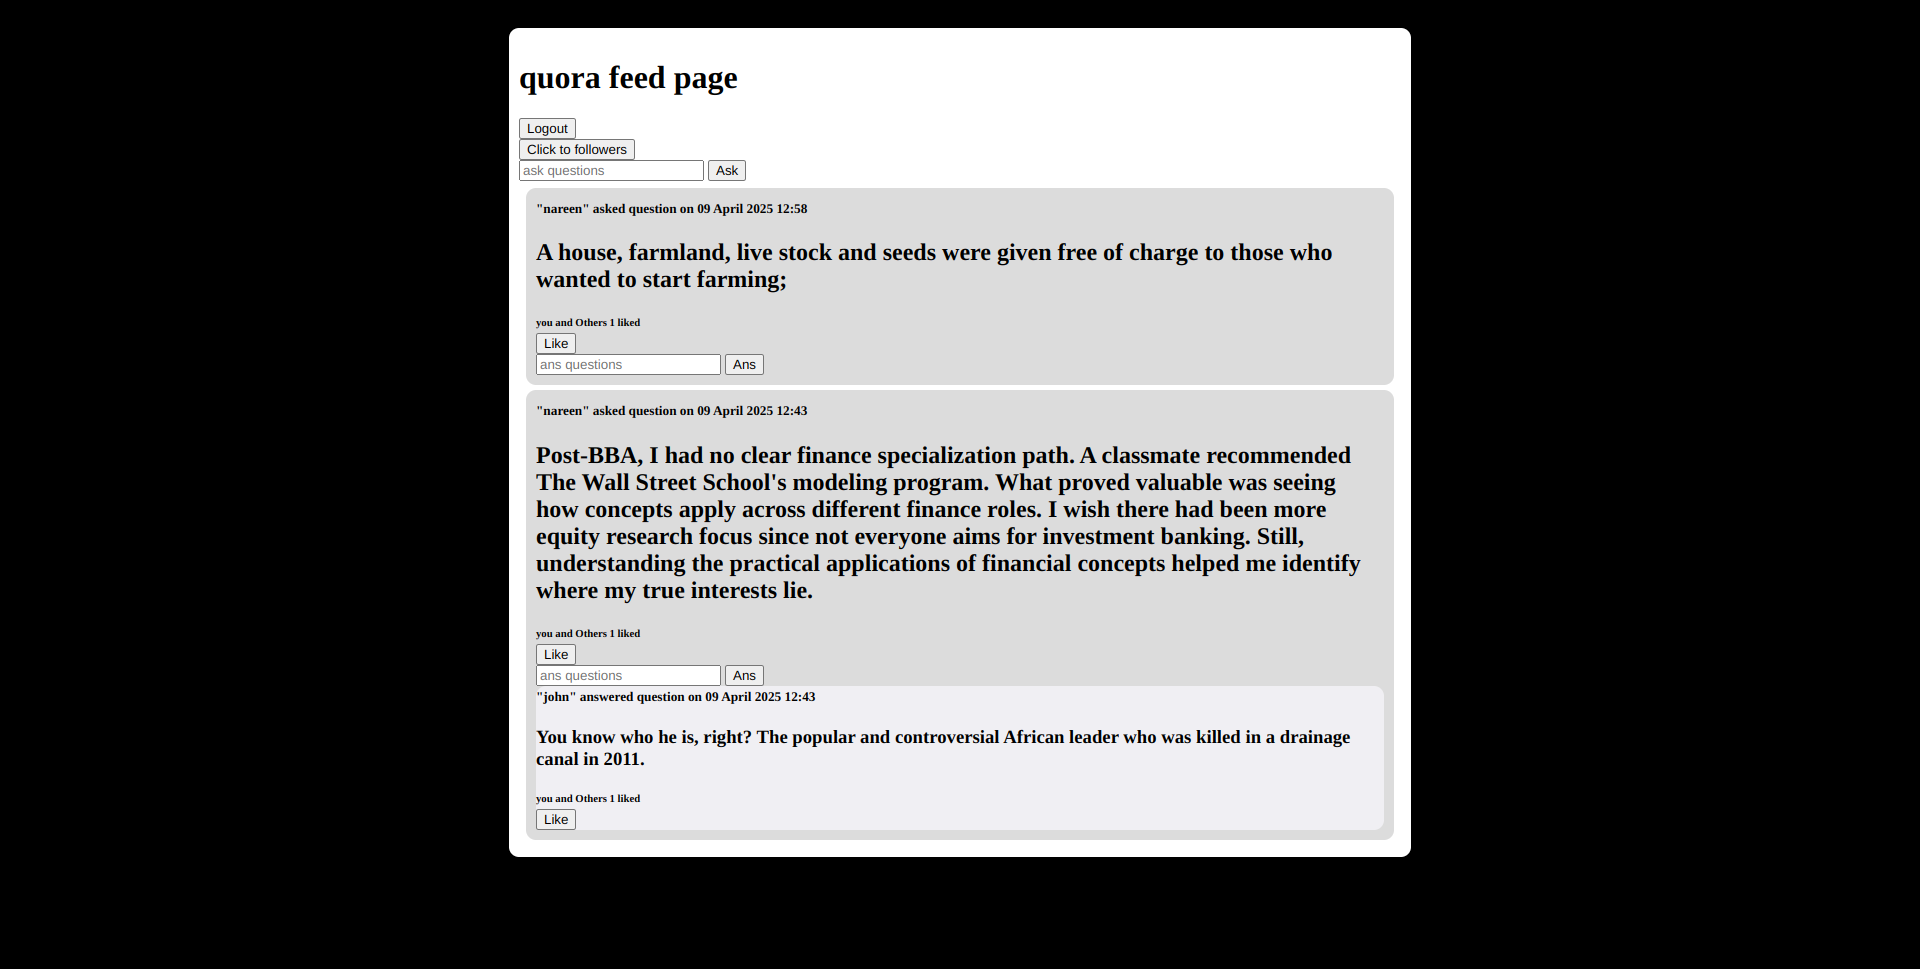 quora feed page
Logout
Click to followers
ask questions Ask
"nareen" asked question on 09 April 2025 12:58
A house, farmland, live stock and seeds were given free of charge to those who
wanted to start farming;
you and Others 1 liked
Like
ans questions Ans
"nareen" asked question on 09 April 2025 12:43
Post-BBA, I had no clear finance specialization path. A classmate recommended
The Wall Street School's modeling program. What proved valuable was seeing
how concepts apply across different finance roles. I wish there had been more
equity research focus since not everyone aims for investment banking. Still,
understanding the practical applications of financial concepts helped me identify
where my true interests lie.
you and Others 1 liked
Like
ans questions Ans
"john" answered question on 09 April 2025 12:43
You know who he is, right? The popular and controversial African leader who was killed in a drainage
canal in 2011.
you and Others 1 liked
Like